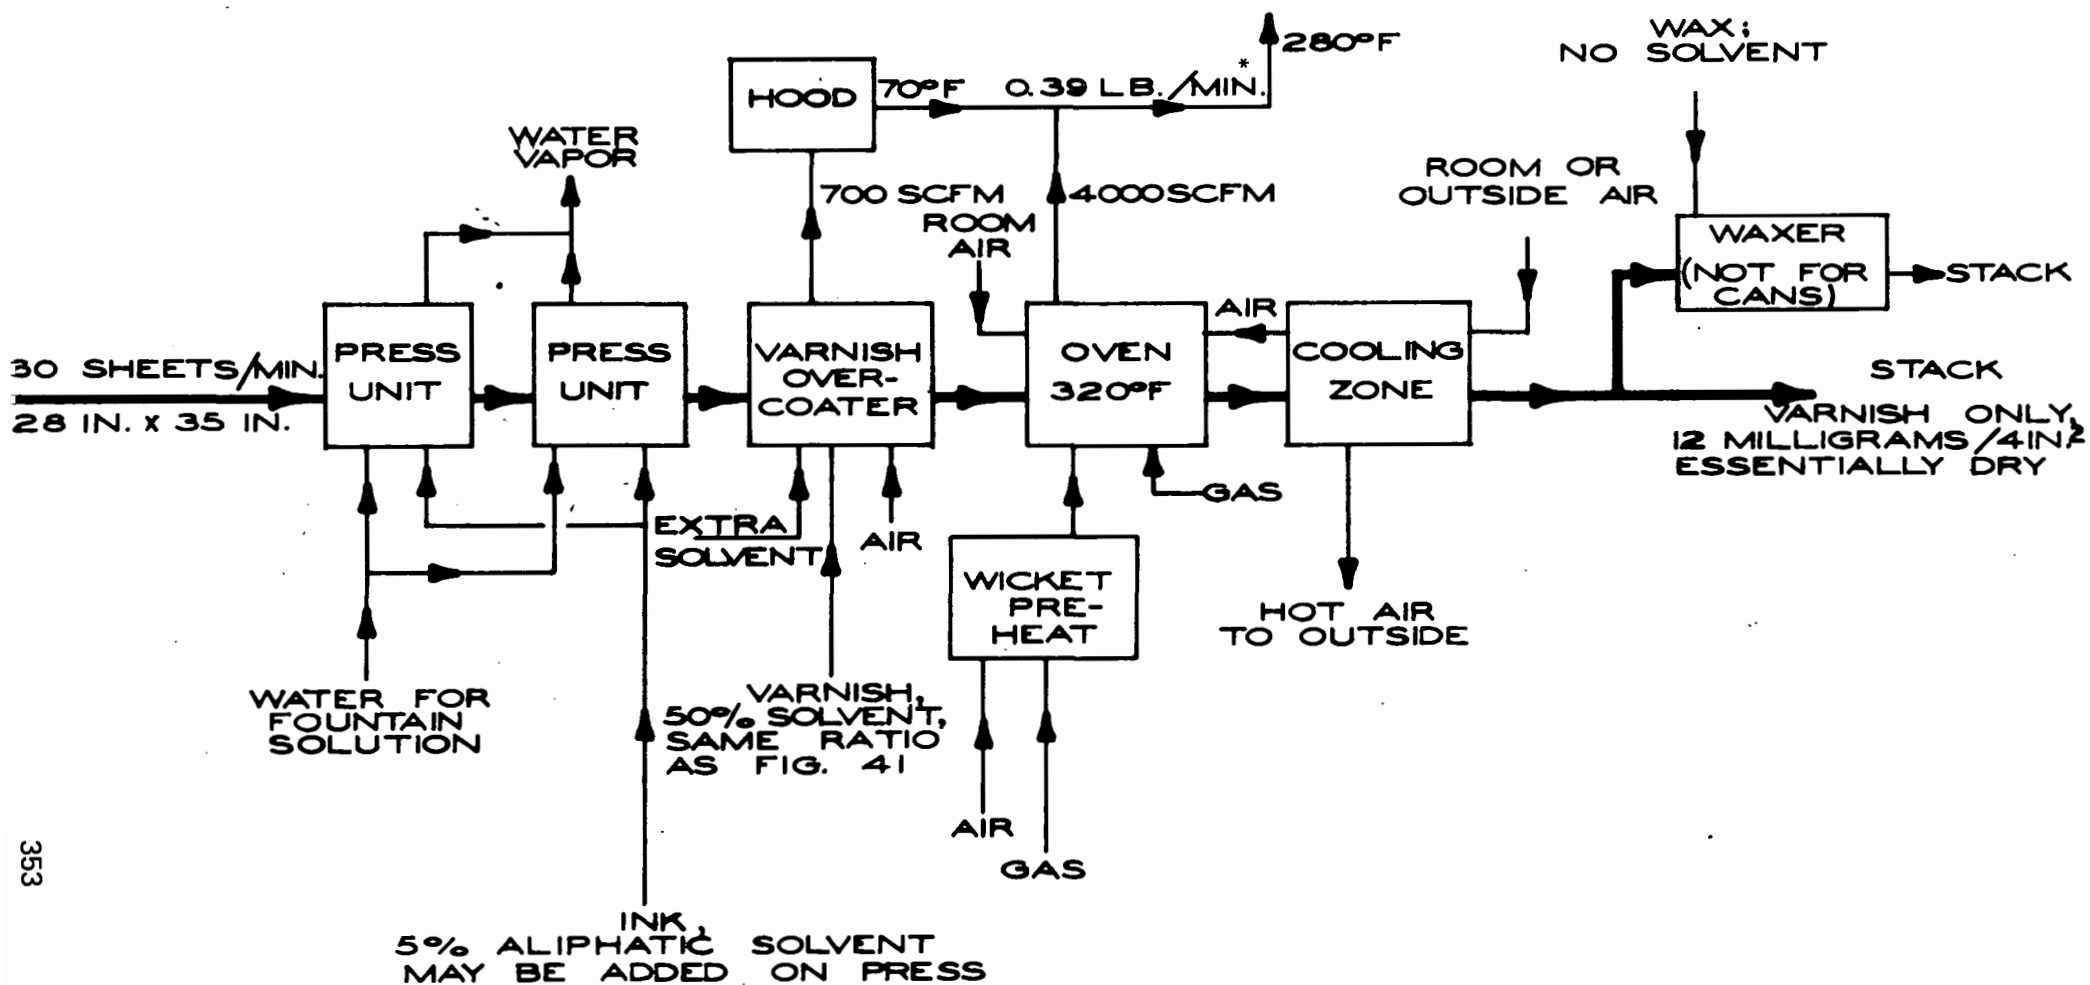 280°F
WAX;
NO SOLVENT
HOOD
70°F
0.39 LB./MIN.*
WATER
VAPOR
700 SCFM
4000 SCFM
ROOM
AIR
ROOM OR
OUTSIDE AIR
WAXER
(NOT FOR
CANS)
STACK
30 SHEETS/MIN.
28 IN. x 35 IN.
PRESS
UNIT
PRESS
UNIT
VARNISH
OVER-
COATER
OVEN
320°F
AIR
COOLING
ZONE
STACK
VARNISH ONLY,
12 MILLIGRAMS/4IN.²
ESSENTIALLY DRY
EXTRA
SOLVENT
AIR
GAS
WICKET
PRE-
HEAT
HOT AIR
TO OUTSIDE
WATER FOR
FOUNTAIN
SOLUTION
VARNISH,
50% SOLVENT,
SAME RATIO
AS FIG. 41
AIR
GAS
353
INK,
5% ALIPHATIC SOLVENT
MAY BE ADDED ON PRESS